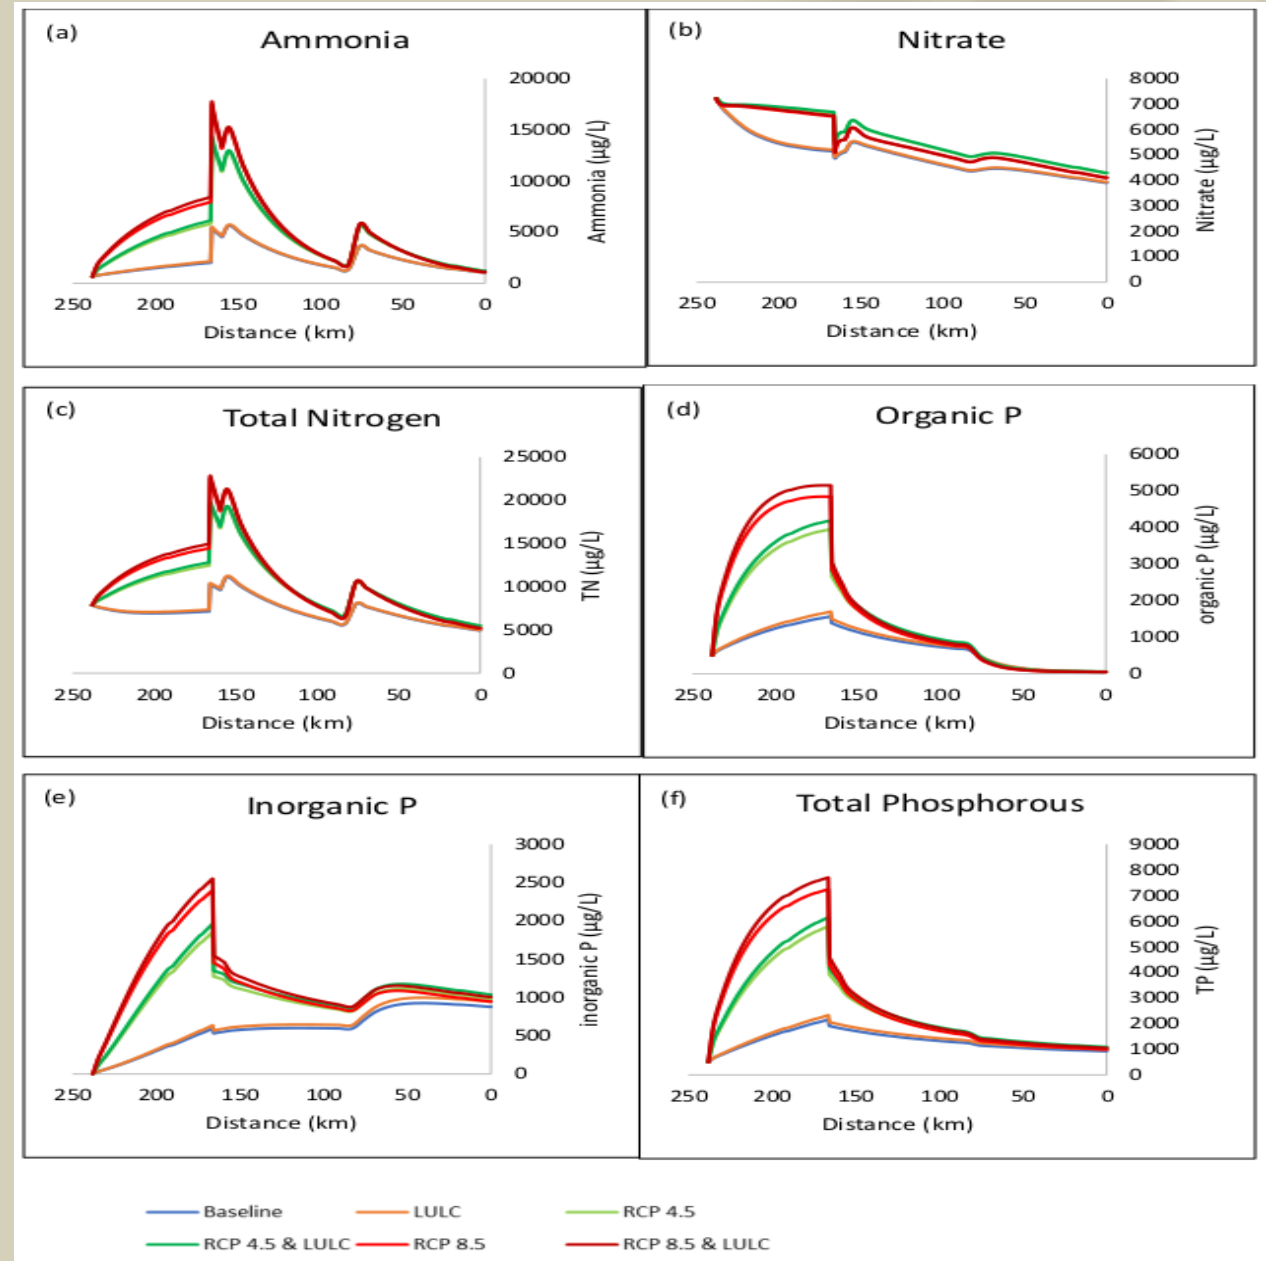 (a)
Ammonia
20000
15000
10000
5000
0
Ammonia (µg/L)
250 200 150 100 50 0
Distance (km)
(b)
Nitrate
8000
7000
6000
5000
4000
3000
2000
1000
0
Nitrate (µg/L)
250 200 150 100 50 0
Distance (km)
(c)
Total Nitrogen
25000
20000
15000
10000
5000
0
TN (µg/L)
250 200 150 100 50 0
Distance (km)
(d)
Organic P
6000
5000
4000
3000
2000
1000
0
organic P (µg/L)
250 200 150 100 50 0
Distance (km)
(e)
Inorganic P
3000
2500
2000
1500
1000
500
0
inorganic P (µg/L)
250 200 150 100 50 0
Distance (km)
(f)
Total Phosphorous
9000
8000
7000
6000
5000
4000
3000
2000
1000
0
TP (µg/L)
250 200 150 100 50 0
Distance (km)
Baseline LULC RCP 4.5
RCP 4.5 & LULC RCP 8.5 RCP 8.5 & LULC